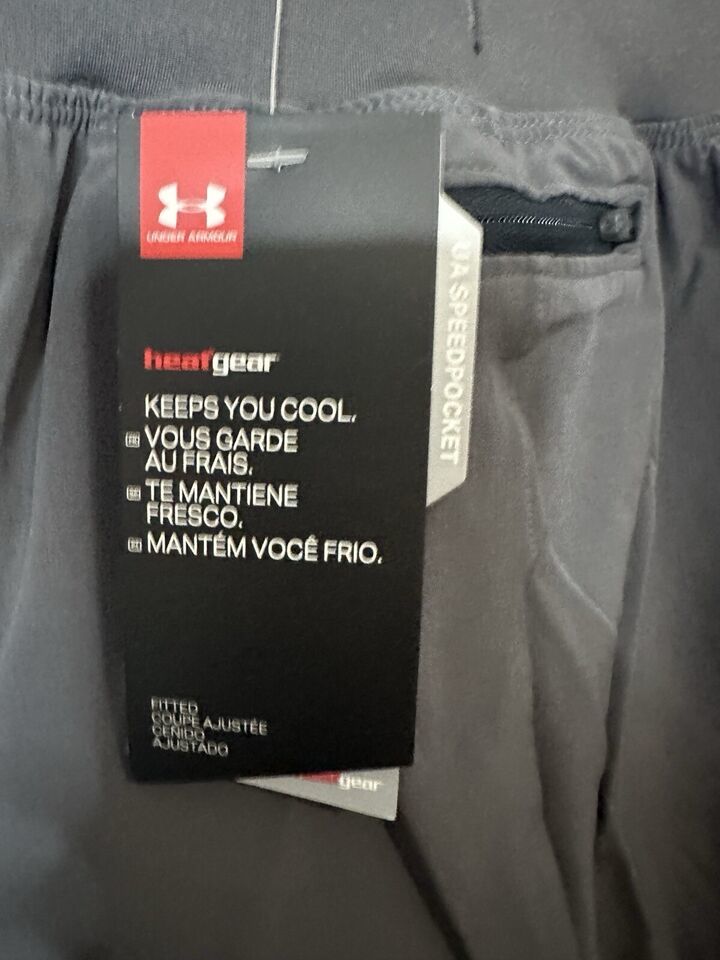 UNDER ARMOUR
heatgear
KEEPS YOU COOL.
VOUS GARDE
AU FRAIS.
TE MANTIENE
FRESCO.
MANTÉM VOCÊ FRIO.
FITTED
COUPE AJUSTÉE
CEÑIDO
AJUSTADO
UA SPEEDPOCKET
gear